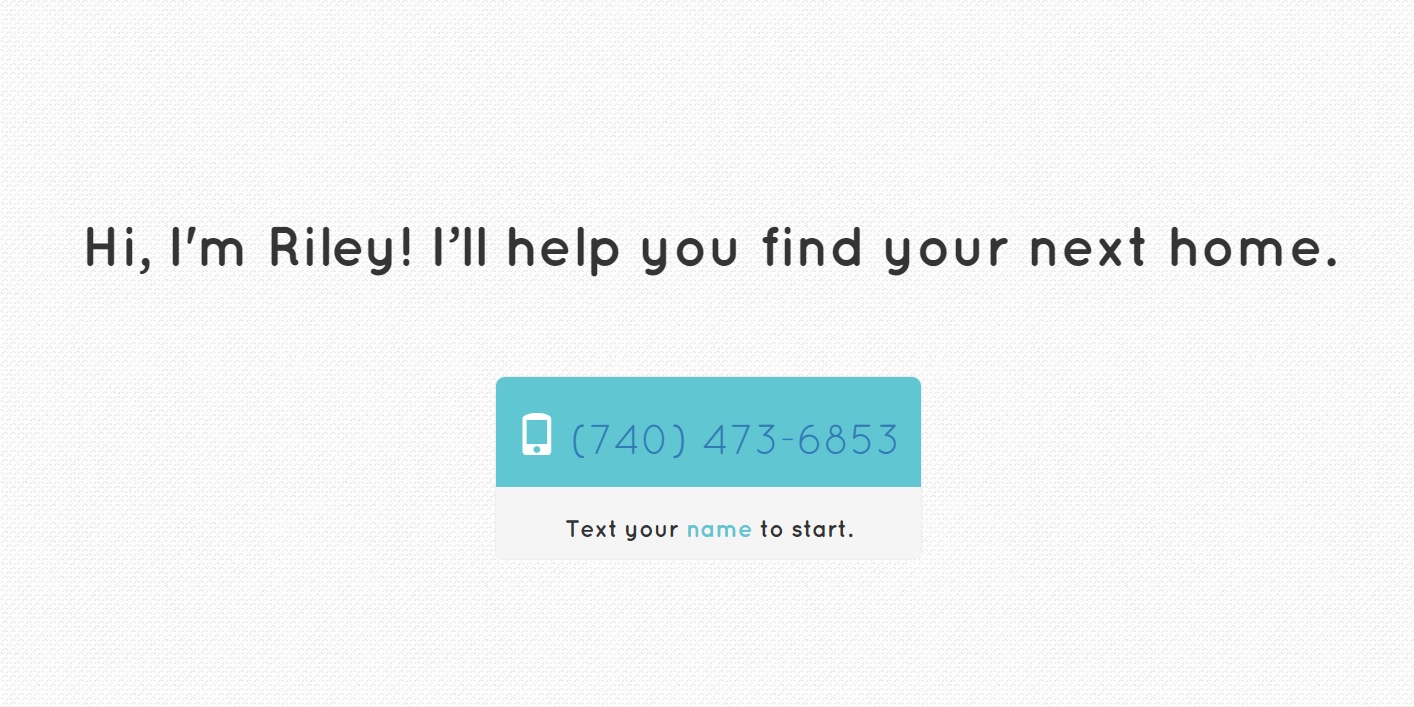 Hi, I'm Riley! I’ll help you find your next home.
(740) 473-6853
Text your name to start.